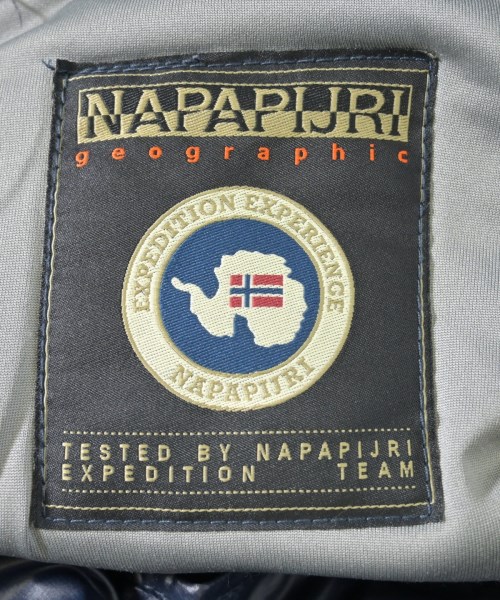 NAPAPIJRI
geographic
EXPEDITION EXPERIENCE
NAPAPIJRI
TESTED BY NAPAPIJRI
EXPEDITION TEAM